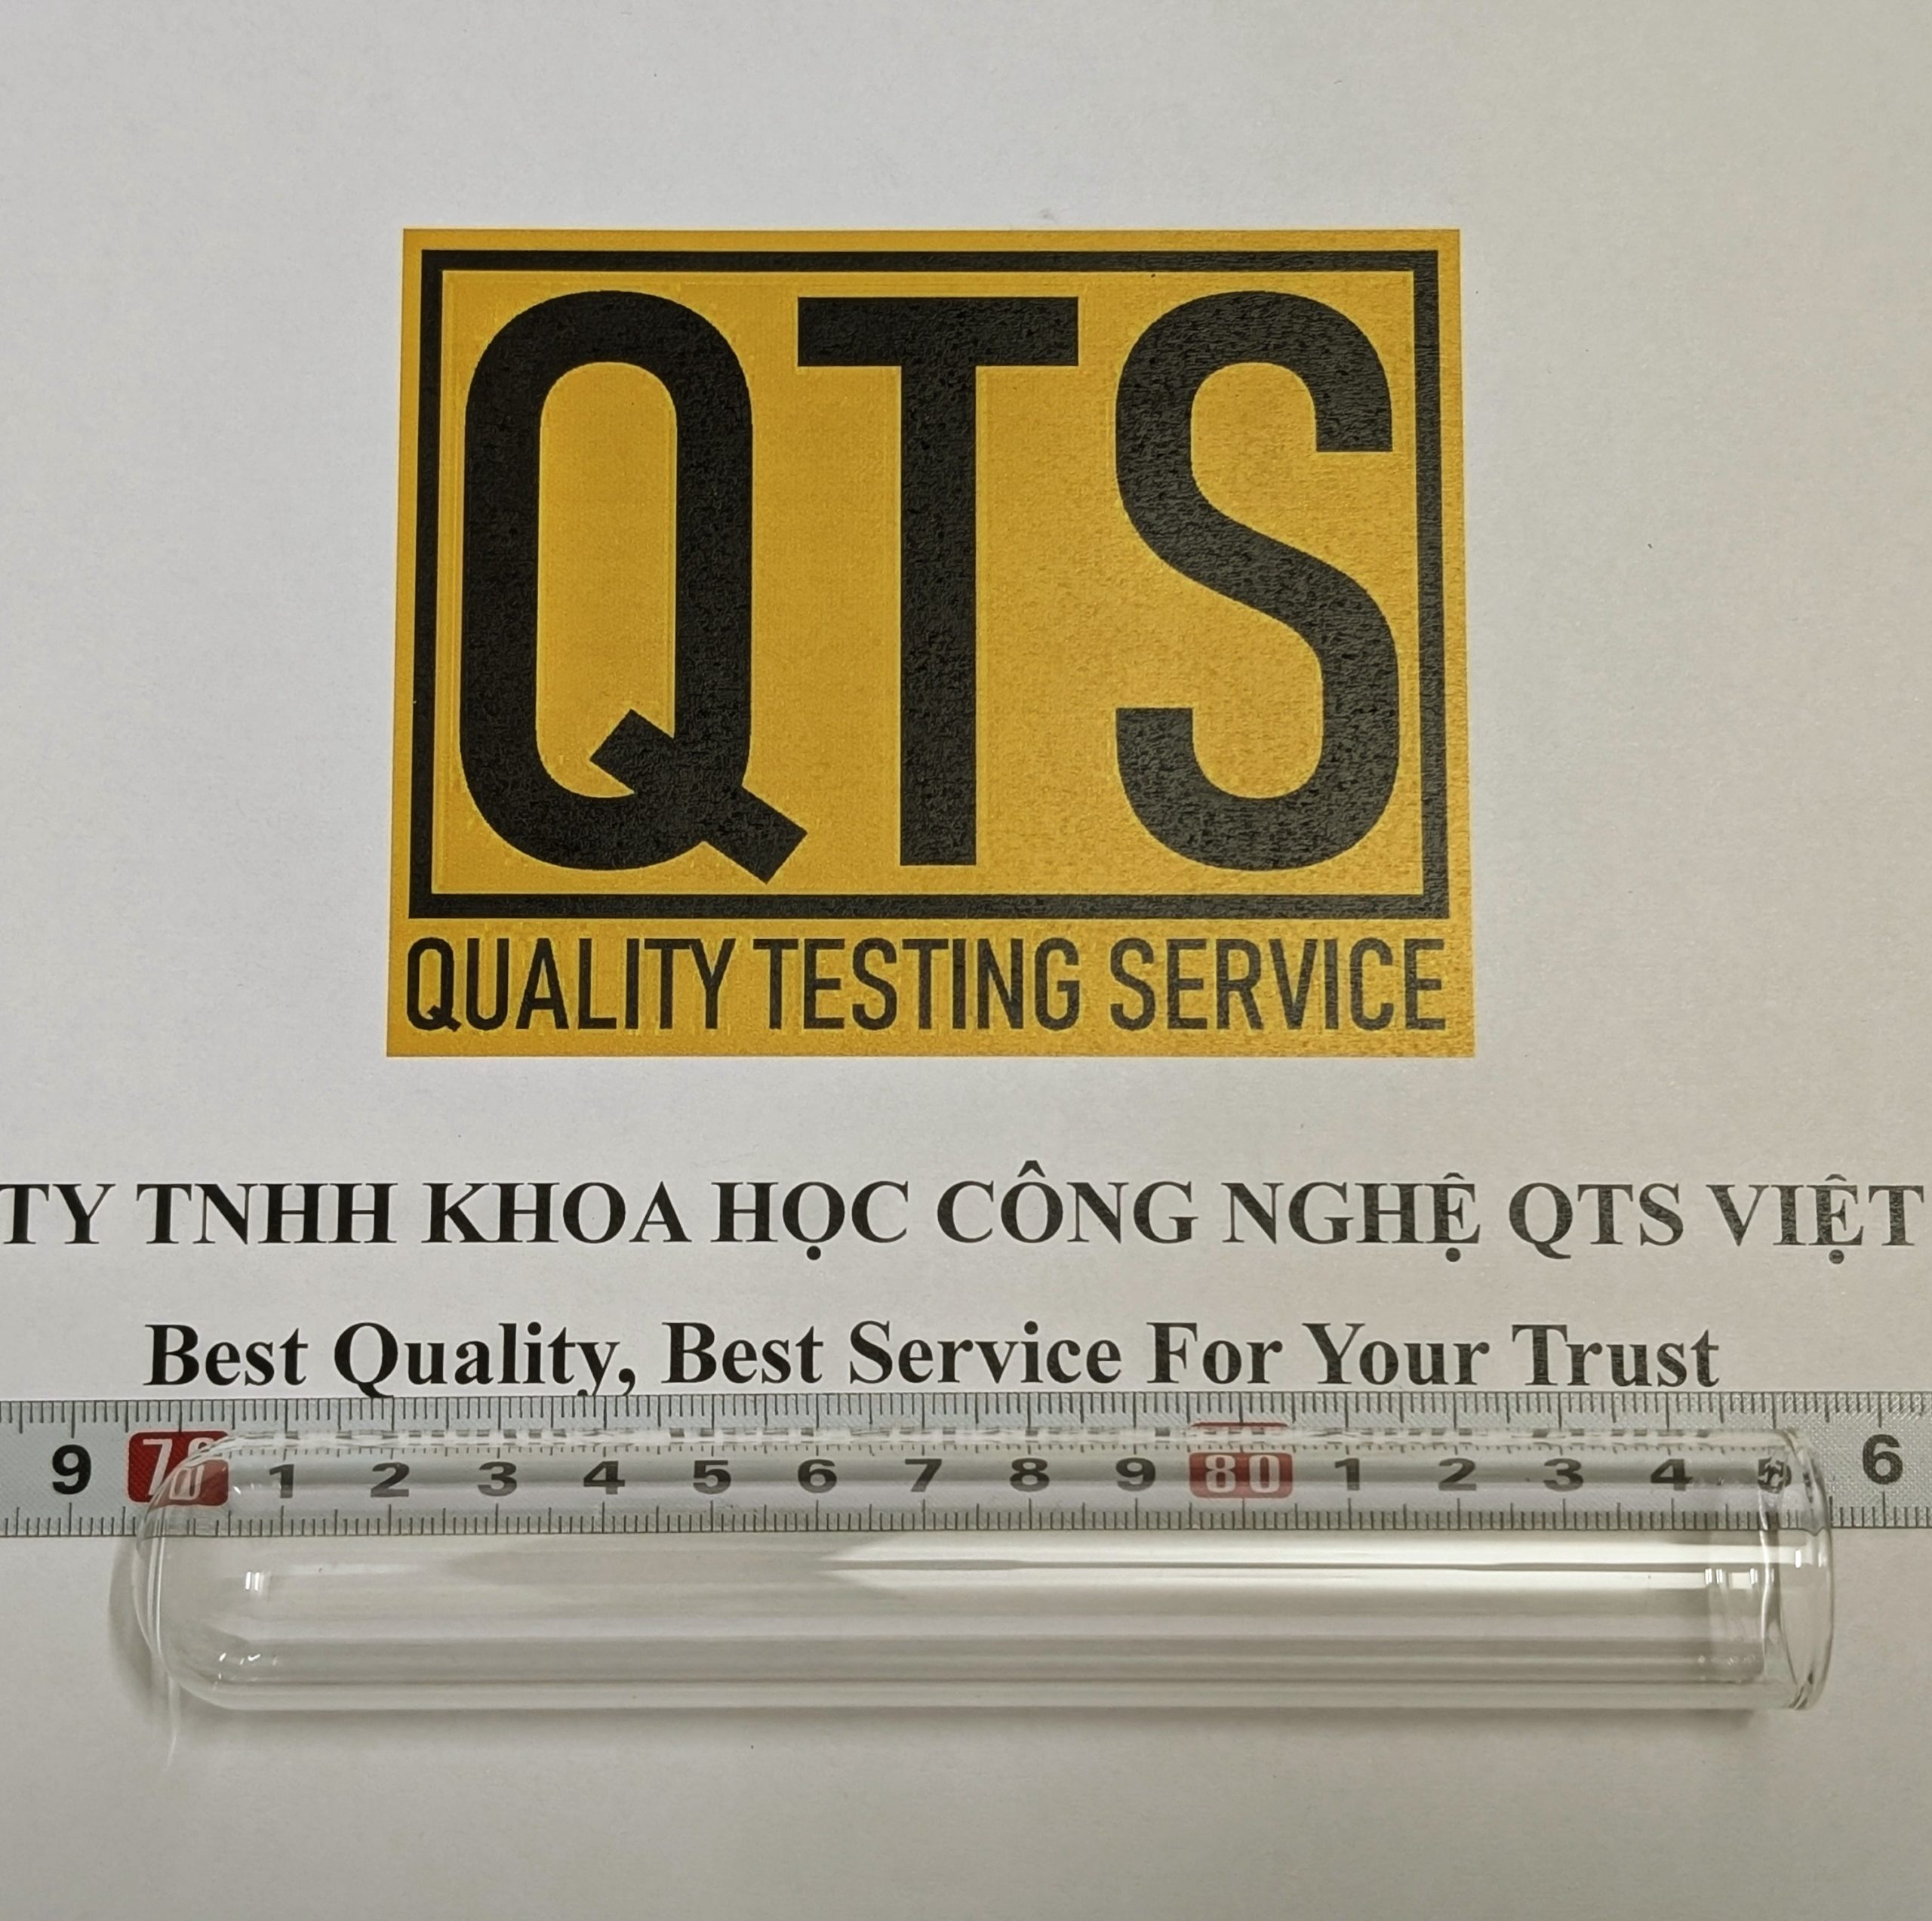 QTS
QUALITY TESTING SERVICE
TY TNHH KHOA HỌC CÔNG NGHỆ QTS VIỆT
Best Quality, Best Service For Your Trust
9 70 1 2 3 4 5 6 7 8 9 80 1 2 3 4 5 6